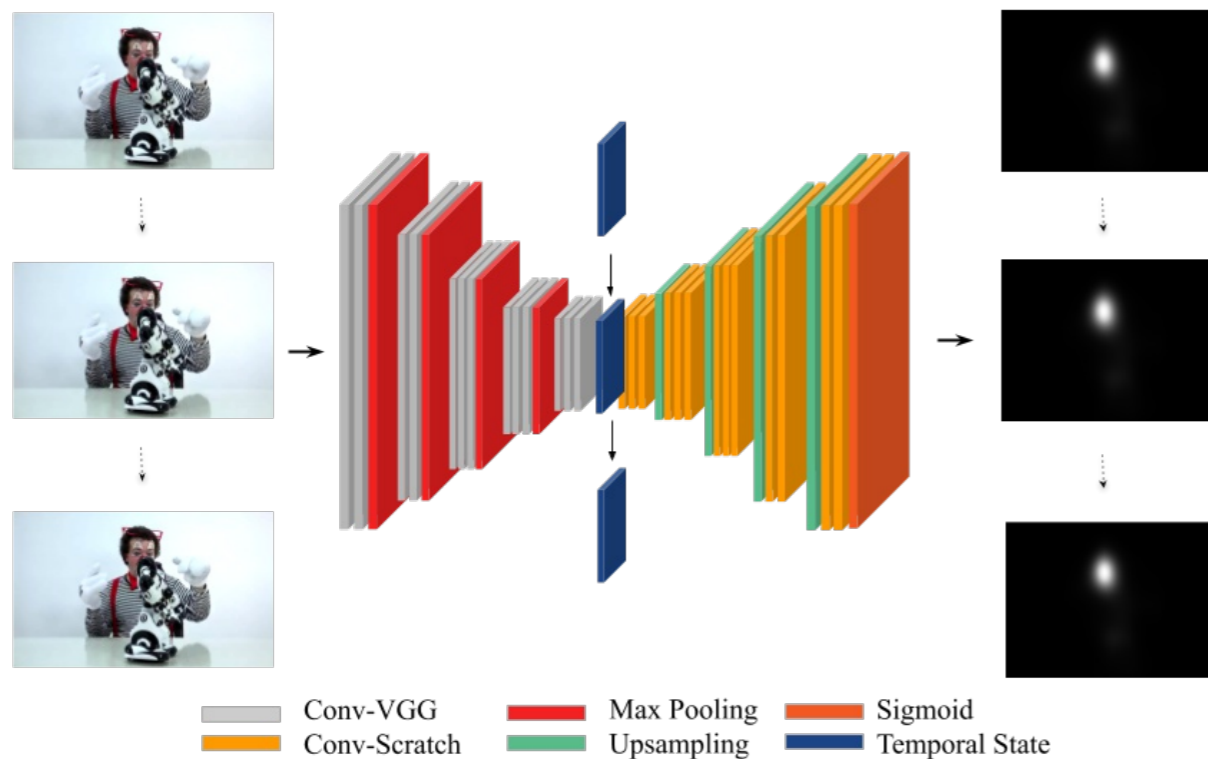 Conv-VGG
Max Pooling
Sigmoid
Conv-Scratch
Upsampling
Temporal State